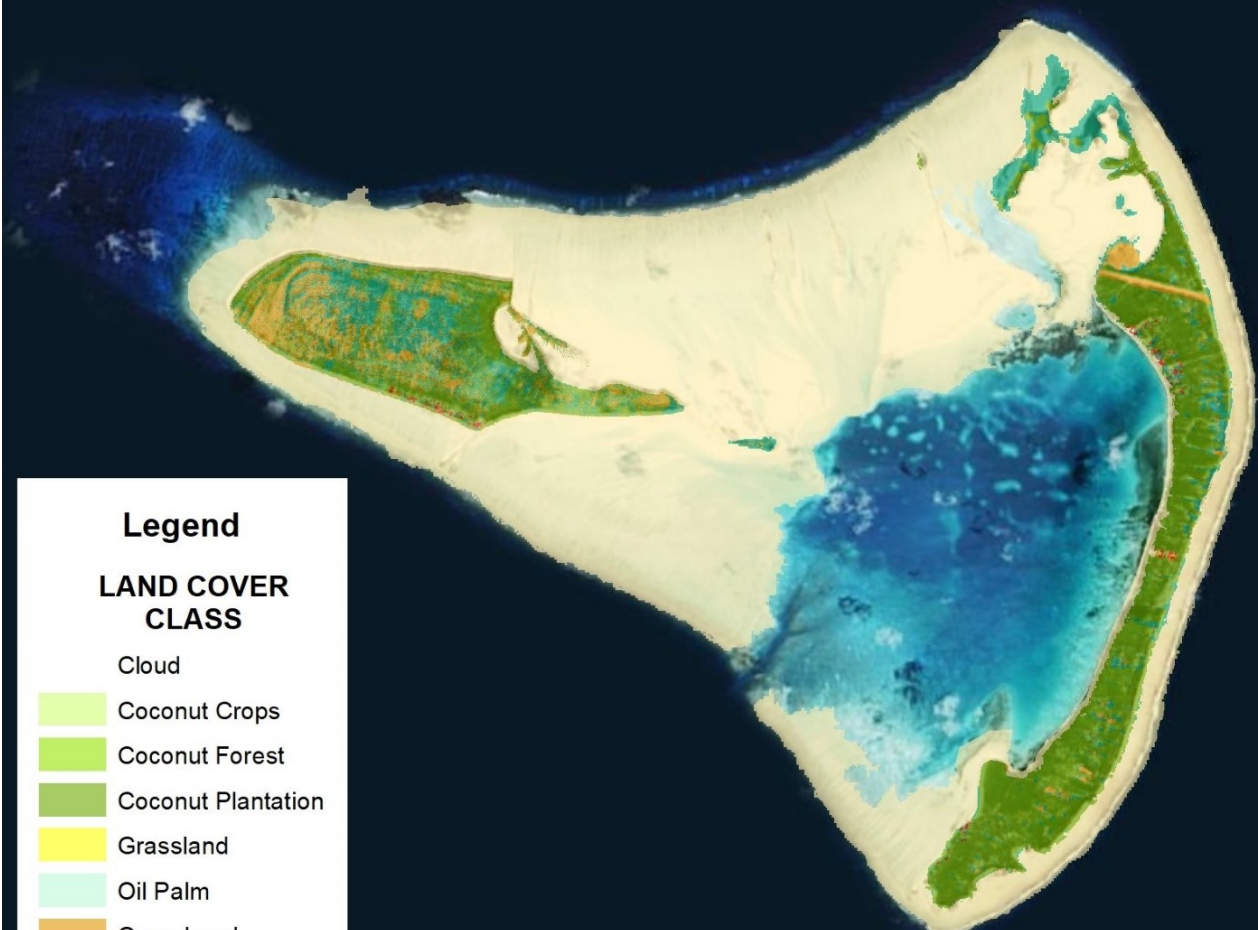 Legend
LAND COVER
CLASS
Cloud
Coconut Crops
Coconut Forest
Coconut Plantation
Grassland
Oil Palm